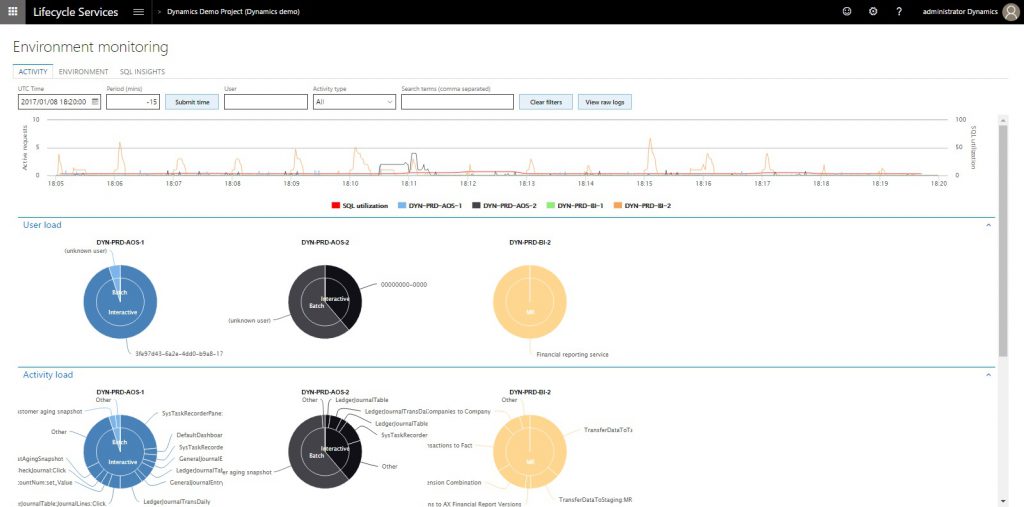 Lifecycle Services > Dynamics Demo Project (Dynamics demo) ? administrator Dynamics
Environment monitoring
ACTIVITY ENVIRONMENT SQL INSIGHTS
UTC Time Period (mins) User Activity type Search terms (comma separated)
2017/01/08 18:20:00 -15 Submit time All Clear filters View raw logs
10 100
5 50
0 0
Active requests
SQL utilization
18:05 18:06 18:07 18:08 18:09 18:10 18:11 18:12 18:13 18:14 18:15 18:16 18:17 18:18 18:19 18:20
SQL utilization DYN-PRD-AOS-1 DYN-PRD-AOS-2 DYN-PRD-BI-1 DYN-PRD-BI-2
User load
DYN-PRD-AOS-1 DYN-PRD-AOS-2 DYN-PRD-BI-2
(unknown user)
Batch
Interactive
3fe97d43-6a2e-4dd0-b9a8-17
00000000-0000
Interactive
Batch
(unknown user)
MR
Financial reporting service
Activity load
DYN-PRD-AOS-1 DYN-PRD-AOS-2 DYN-PRD-BI-2
Other
stomer aging snapshot
SysTaskRecorderPane
Other
Batch
DefaultDashboar
SysTaskRecorde
Interactive
stAgingSnapshot
GeneralJournalE
heckJournal:Click
LedgerJournalTat
countNum:set_Value
GeneralJournalEntry
urnalTable:JournalLines:Click
LedgerJournalTransDaily
Other
LedgerJournalTable
LedgerJournalTransDa
LedgerJournalTable
SysTaskRecorder
Interactive
Batch
Other
er aging snapshot
Other
Companies to Company
TransferDataToTa
nsactions to Fact
MR
ension Combination
TransferDataToStaging:MR
ns to AX Financial Report Versions